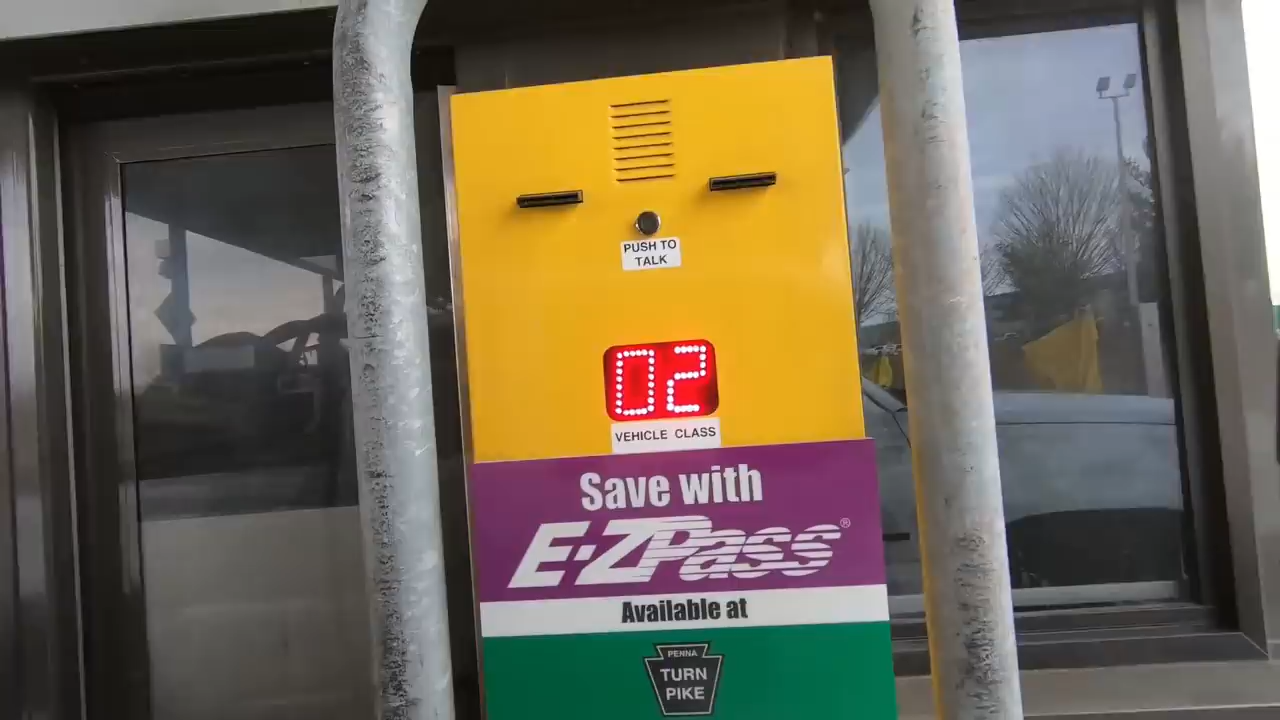 PUSH TO
TALK
02
VEHICLE CLASS
Save with
E-ZPass®
Available at
PENNA
TURN
PIKE